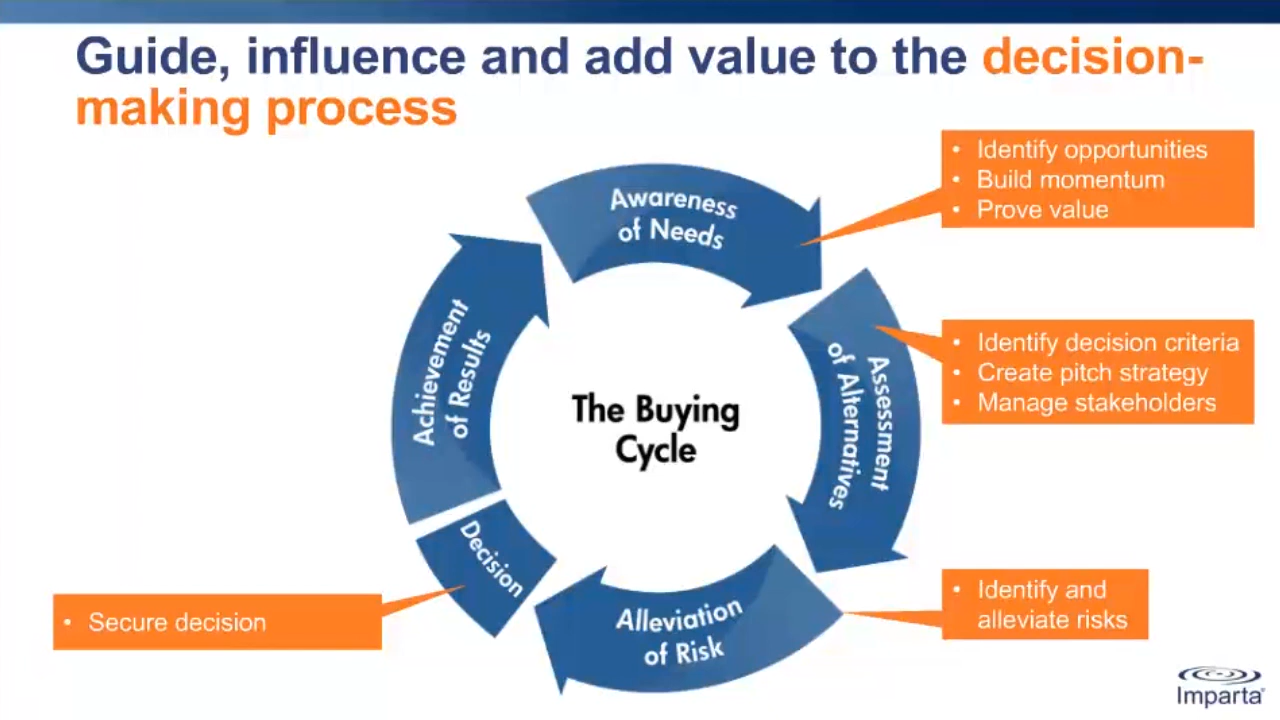 Guide, influence and add value to the decision-
making process
• Identify opportunities
• Build momentum
• Prove value
Awareness
of Needs
• Identify decision criteria
• Create pitch strategy
• Manage stakeholders
Assessment
of Alternatives
The Buying
Cycle
Achievement
of Results
Decision
• Identify and
alleviate risks
Alleviation
of Risk
• Secure decision
Imparta